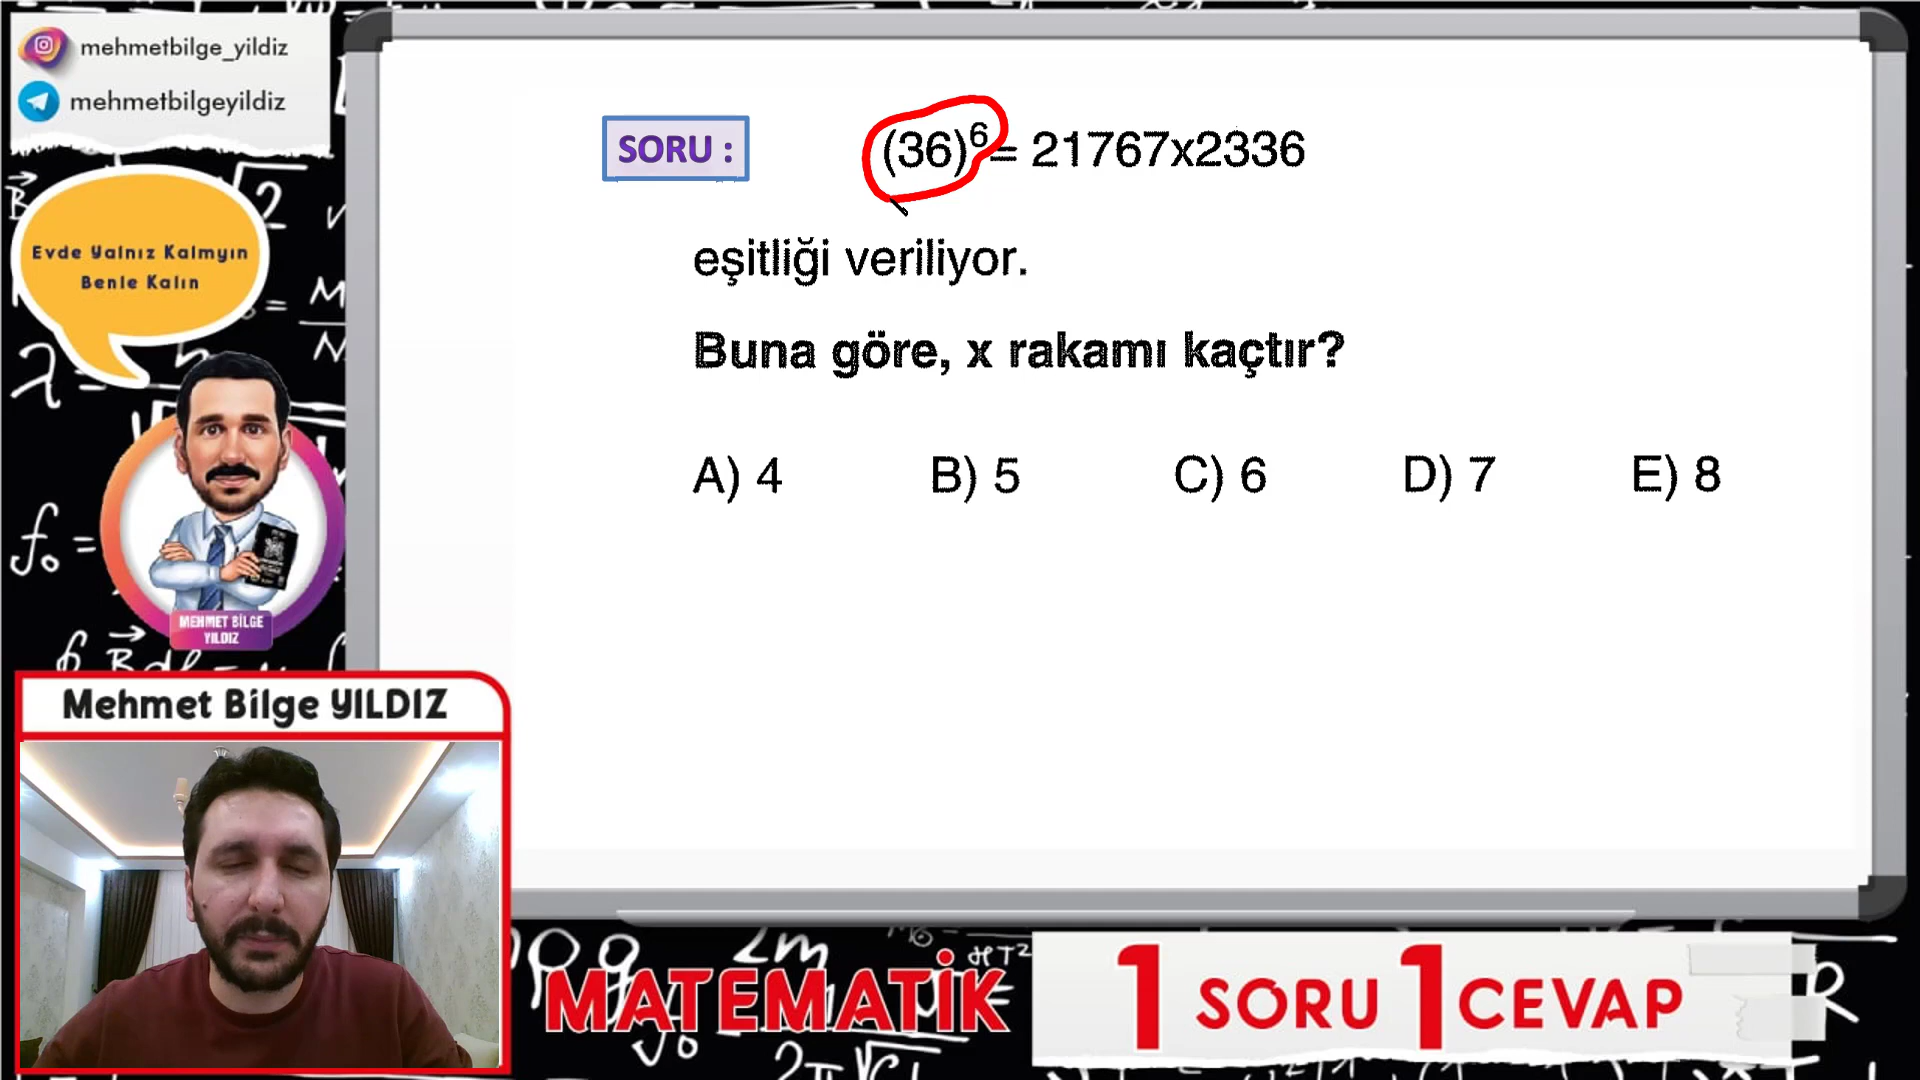 mehmetbilge_yildiz
mehmetbilgeyildiz
Evde Yalnız Kalmyın
Benle Kalın
MEHMET BİLGE
YILDIZ
Mehmet Bilge YILDIZ
SORU :
(36)⁶ = 21767x2336
eşitliği veriliyor.
Buna göre, x rakamı kaçtır?
A) 4 B) 5 C) 6 D) 7 E) 8
MATEMATİK
1 SORU 1 CEVAP